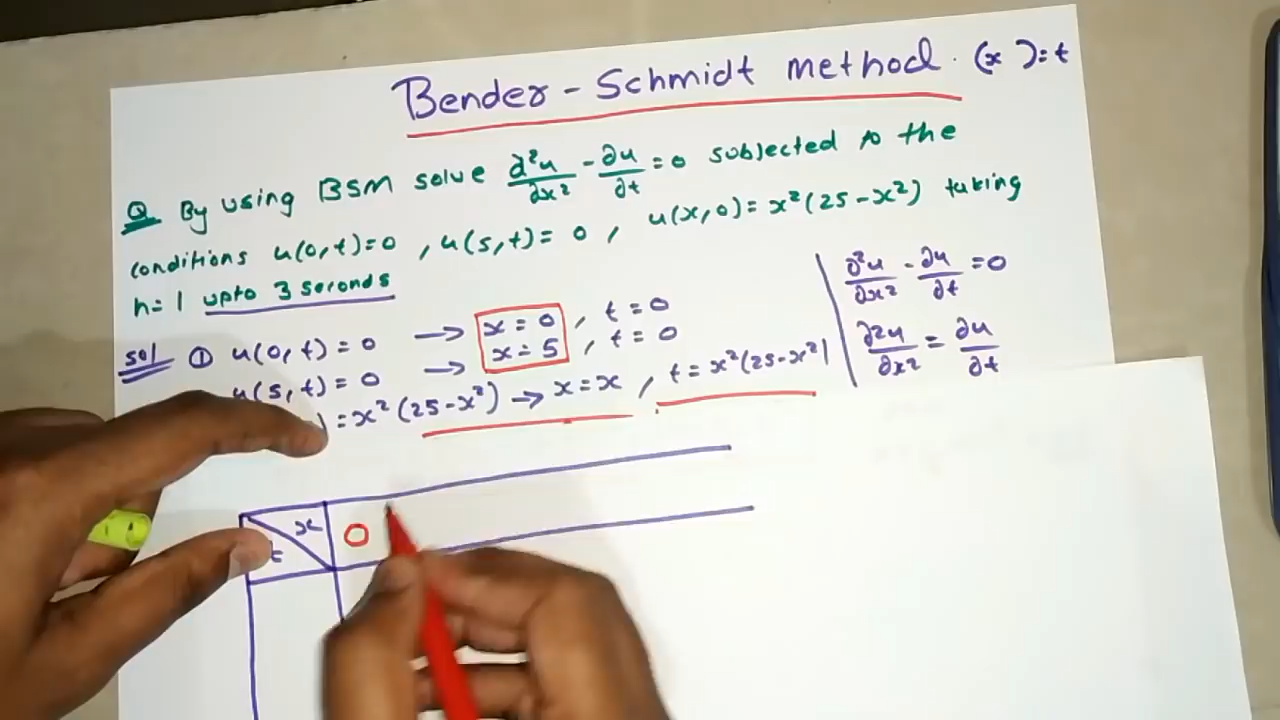 Bender - Schmidt method. (x ) = t
Q By using BSM solve ∂²u/∂x² - ∂u/∂t = 0 subjected to the
conditions u(0,t)=0 , u(5,t)= 0 , u(x,0)= x²(25-x²) taking
h=1 upto 3 seconds
sol ① u(0,t) = 0 → x = 0 , t = 0
u(5,t) = 0 → x = 5 , t = 0
) = x²(25-x²) → x = x , t = x²(25-x²)
∂²u/∂x² - ∂u/∂t = 0
∂2u/∂x² = ∂u/∂t
x 0
t